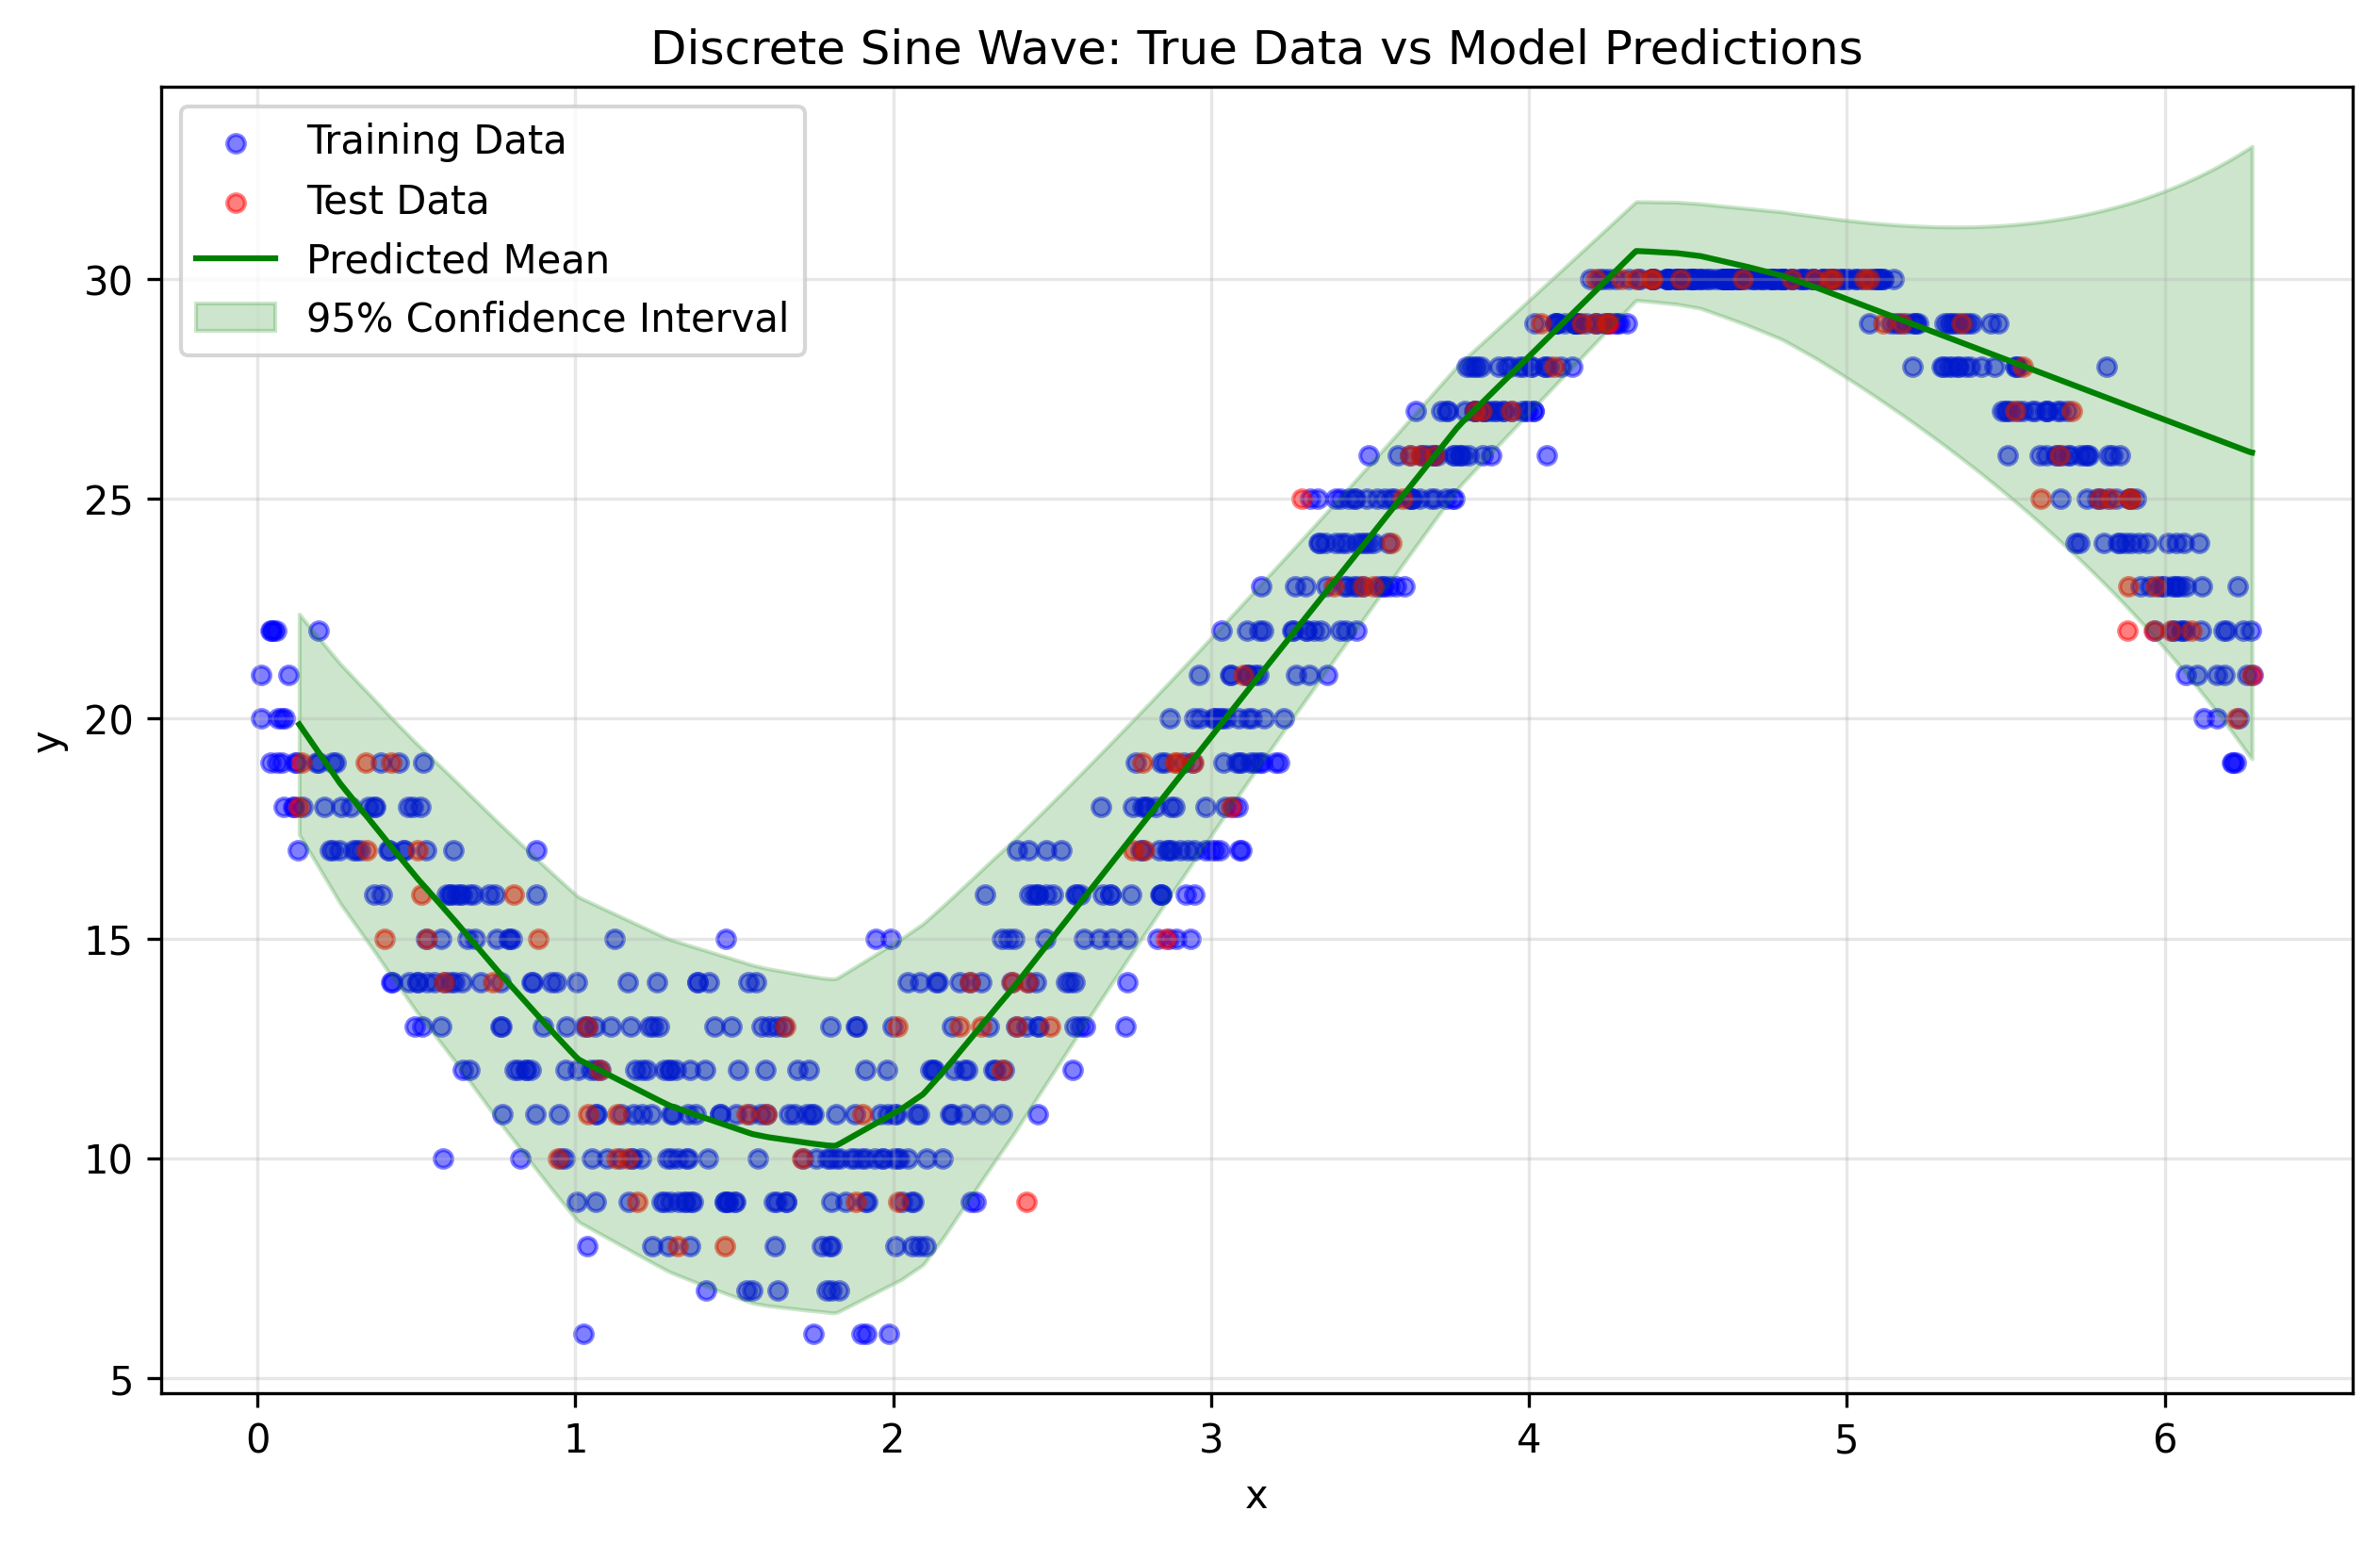 Discrete Sine Wave: True Data vs Model Predictions
Training Data
Test Data
Predicted Mean
95% Confidence Interval
30
25
20
15
10
5
y
0 1 2 3 4 5 6
x